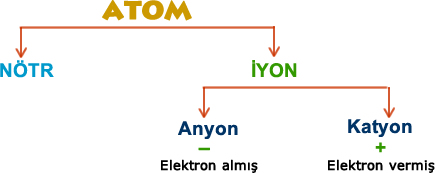 ATOM
NÖTR
İYON
Anyon
Katyon
–
+
Elektron almış
Elektron vermiş